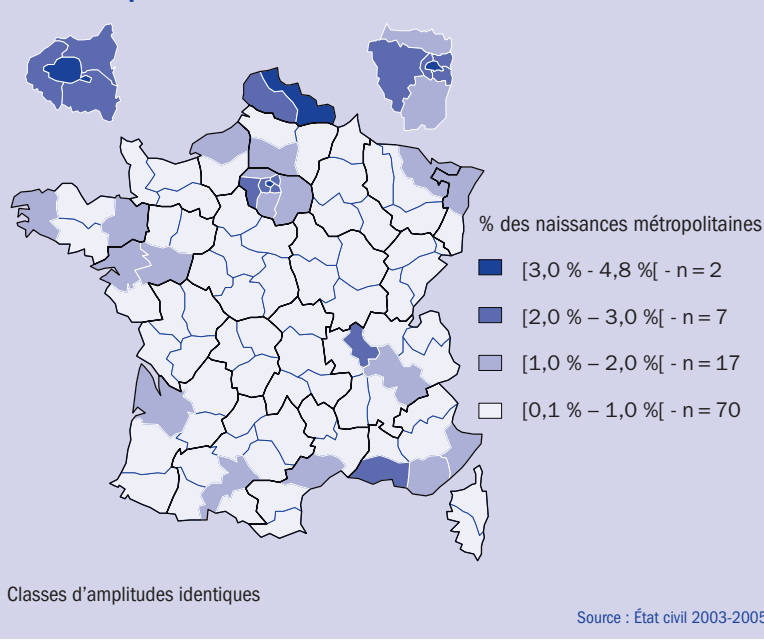 % des naissances métropolitaines
[3,0 % - 4,8 %[ - n = 2
[2,0 % – 3,0 %[ - n = 7
[1,0 % – 2,0 %[ - n = 17
[0,1 % – 1,0 %[ - n = 70
Classes d’amplitudes identiques
Source : État civil 2003-2005